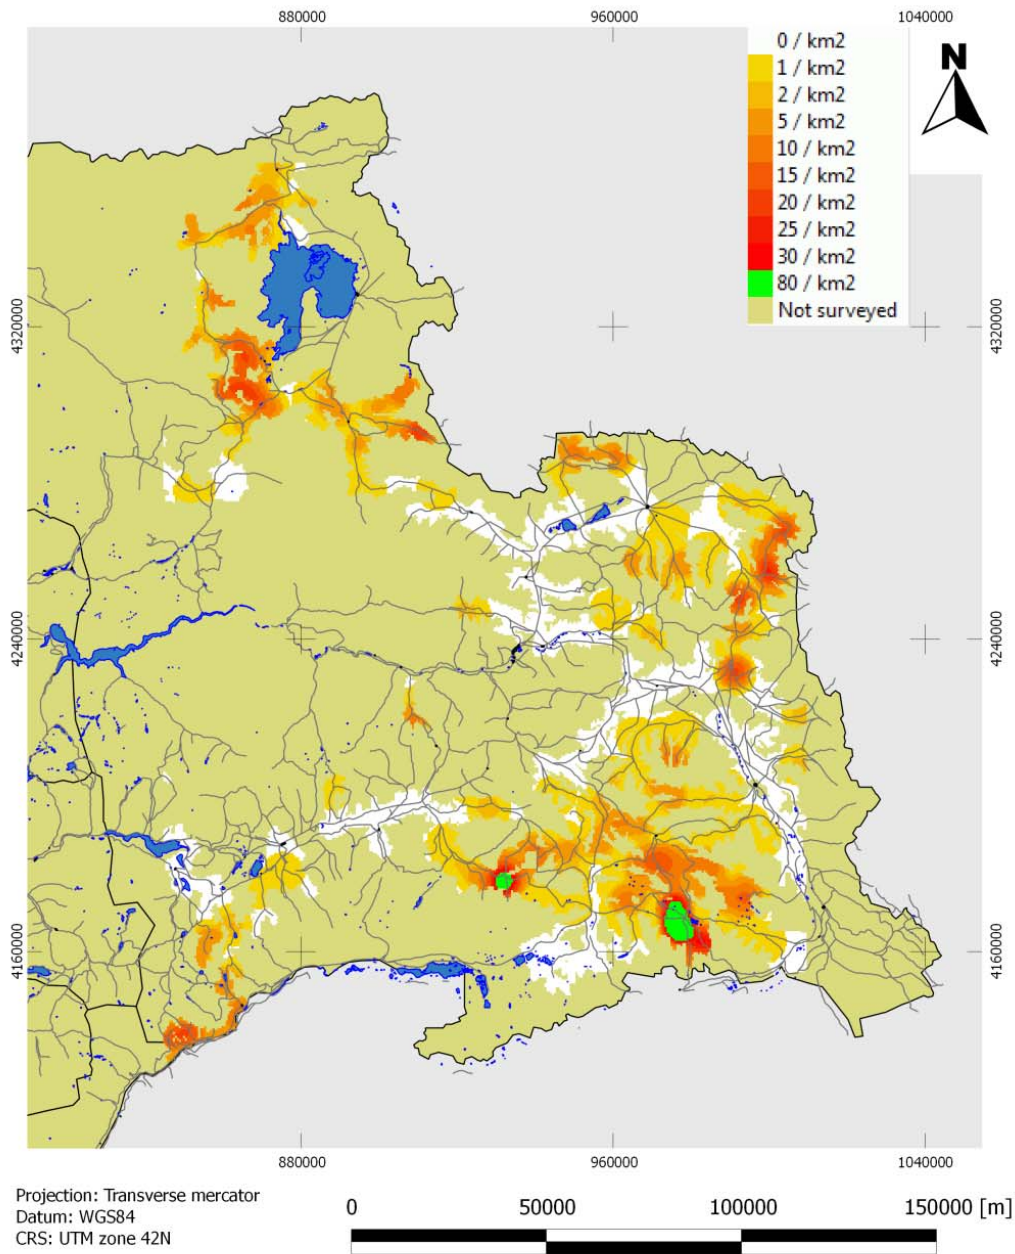 880000 960000 1040000
0 / km2
N
1 / km2
2 / km2
5 / km2
10 / km2
15 / km2
20 / km2
25 / km2
30 / km2
80 / km2
Not surveyed
4320000 4320000
4240000 4240000
4160000 4160000
880000 960000 1040000
Projection: Transverse mercator
Datum: WGS84
CRS: UTM zone 42N
0 50000 100000 150000 [m]